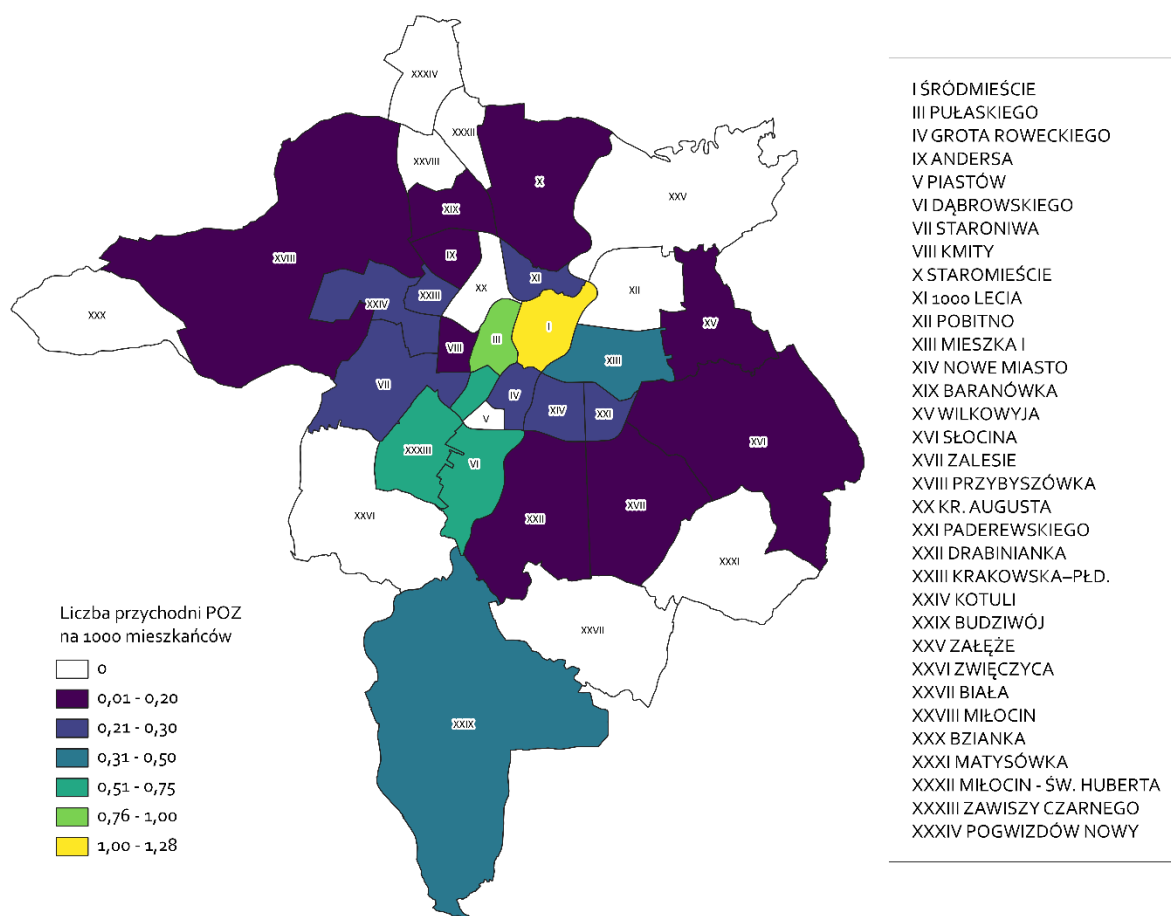 XXXIV
XXXII
XXVIII
X
XXV
XIX
XVIII
IX
XI
XX
XII
XXIII
XXIV
XXX
I
XV
III
VIII
XIII
VII
IV
XIV
XXI
V
XVI
XXXIII
VI
XXII
XVII
XXVI
XXXI
XXVII
XXIX
Liczba przychodni POZ
na 1000 mieszkańców
0
0,01 - 0,20
0,21 - 0,30
0,31 - 0,50
0,51 - 0,75
0,76 - 1,00
1,00 - 1,28
I ŚRÓDMIEŚCIE
III PUŁASKIEGO
IV GROTA ROWECKIEGO
IX ANDERSA
V PIASTÓW
VI DĄBROWSKIEGO
VII STARONIWA
VIII KMITY
X STAROMIEŚCIE
XI 1000 LECIA
XII POBITNO
XIII MIESZKA I
XIV NOWE MIASTO
XIX BARANÓWKA
XV WILKOWYJA
XVI SŁOCINA
XVII ZALESIE
XVIII PRZYBYSZÓWKA
XX KR. AUGUSTA
XXI PADEREWSKIEGO
XXII DRABINIANKA
XXIII KRAKOWSKA–PŁD.
XXIV KOTULI
XXIX BUDZIWÓJ
XXV ZAŁĘŻE
XXVI ZWIĘCZYCA
XXVII BIAŁA
XXVIII MIŁOCIN
XXX BZIANKA
XXXI MATYSÓWKA
XXXII MIŁOCIN - ŚW. HUBERTA
XXXIII ZAWISZY CZARNEGO
XXXIV POGWIZDÓW NOWY